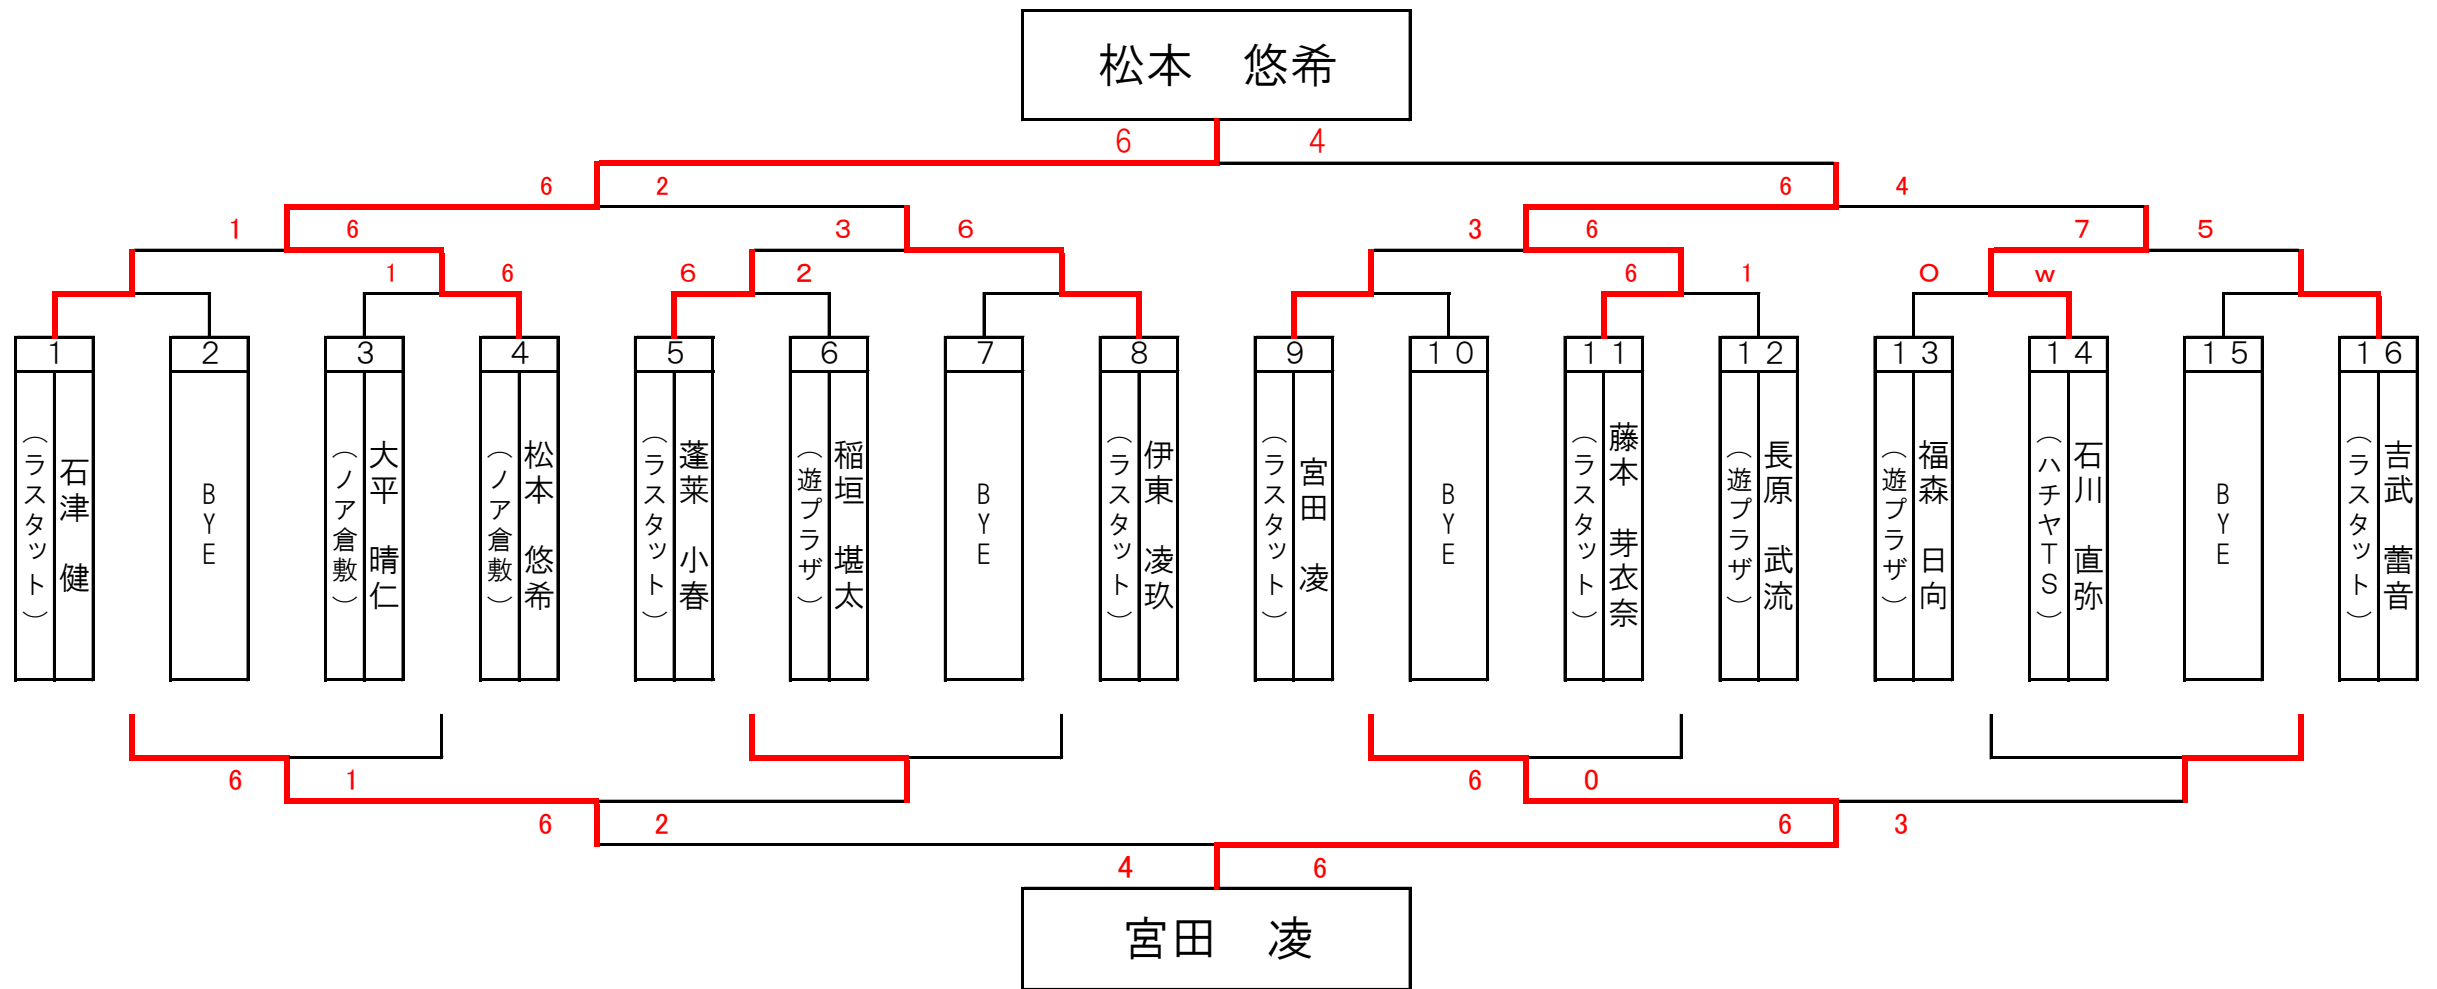 松本 悠希
6 4
6 2 6 4
1 6 3 6 3 6 7 5
1 6 6 2 6 1 O w
1 2 3 4 5 6 7 8 9 10 11 12 13 14 15 16
石津 健
(ラスタット)
BYE
大平 晴仁
(ノア倉敷)
松本 悠希
(ノア倉敷)
蓬莱 小春
(ラスタット)
稲垣 堪太
(遊プラザ)
BYE
伊東 凌玖
(ラスタット)
宮田 凌
(ラスタット)
BYE
藤本 芽衣奈
(ラスタット)
長原 武流
(遊プラザ)
福森 日向
(遊プラザ)
石川 直弥
(ハチヤTS)
BYE
吉武 蕾音
(ラスタット)
6 1 6 0
6 2 6 3
4 6
宮田 凌